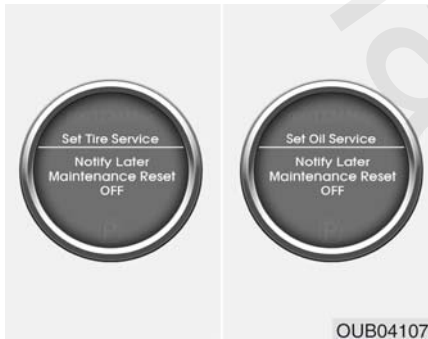 Set Tire Service
Notify Later
Maintenance Reset
OFF
Set Oil Service
Notify Later
Maintenance Reset
OFF
OUB04107